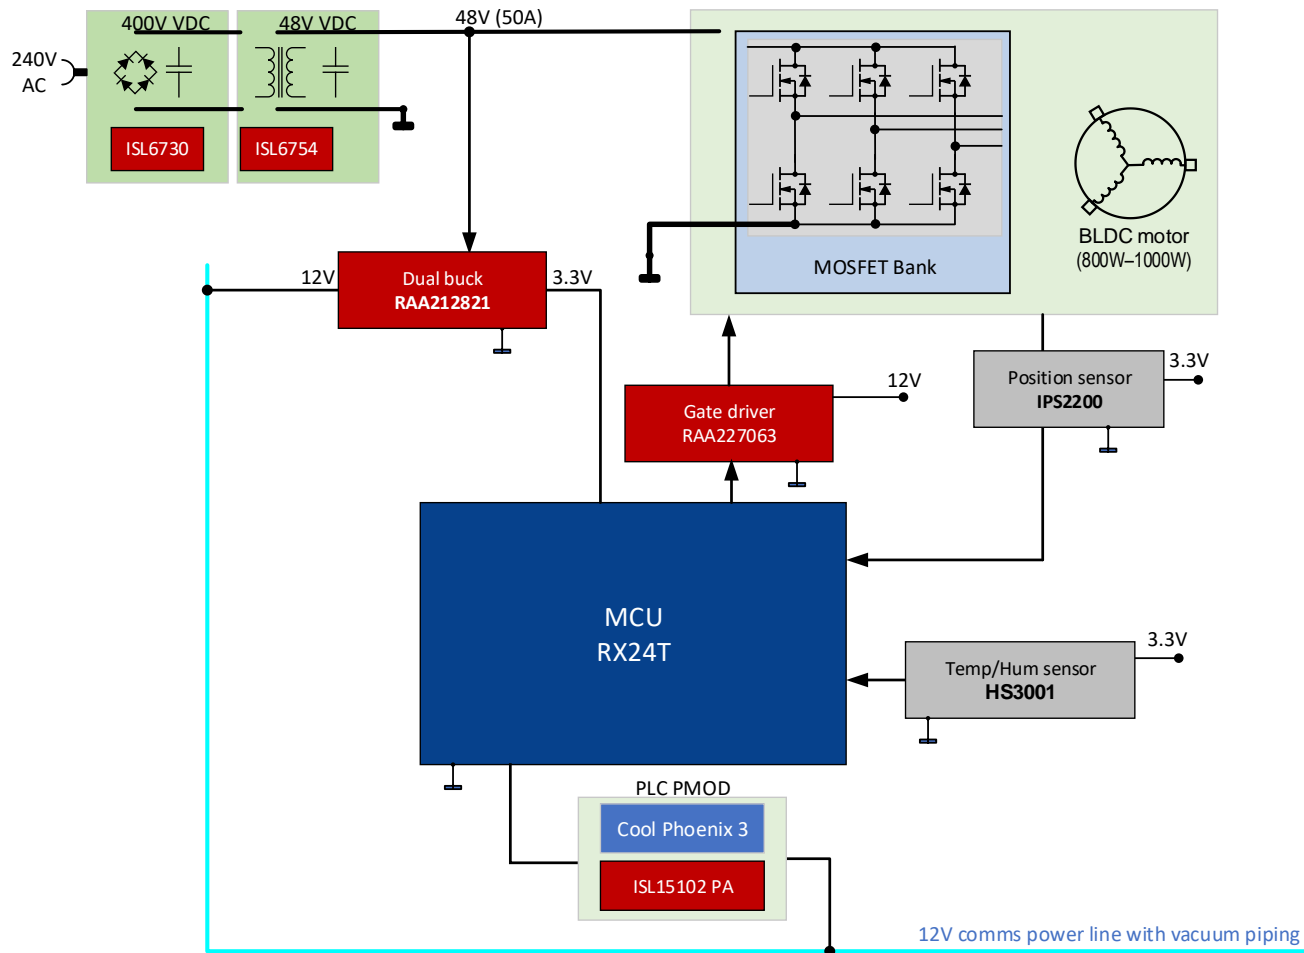 400V VDC
48V VDC
48V (50A)
240V
AC
ISL6730
ISL6754
BLDC motor
(800W–1000W)
MOSFET Bank
12V
Dual buck
RAA212821
3.3V
Position sensor
IPS2200
3.3V
Gate driver
RAA227063
12V
MCU
RX24T
Temp/Hum sensor
HS3001
3.3V
PLC PMOD
Cool Phoenix 3
ISL15102 PA
12V comms power line with vacuum piping